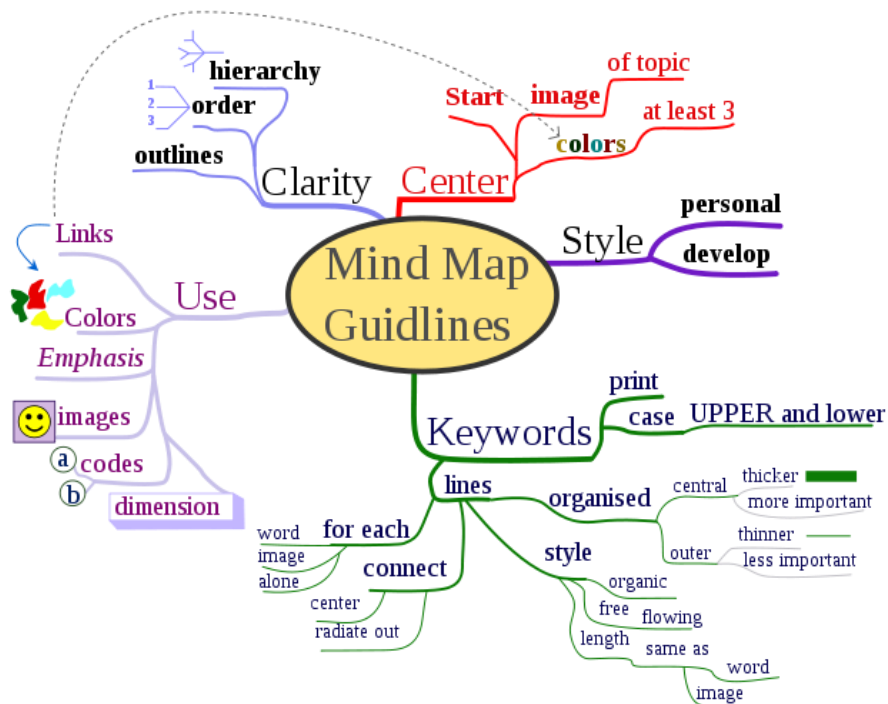 Mind Map
Guidlines
Clarity
hierarchy
1
2
3
order
outlines
Center
Start
image
of topic
colors
at least 3
Style
personal
develop
Use
Links
Colors
Emphasis
images
a
codes
b
dimension
Keywords
print
case
UPPER and lower
lines
organised
central
thicker
more important
outer
thinner
less important
style
organic
free
flowing
length
same as
word
image
for each
word
image
alone
connect
center
radiate out